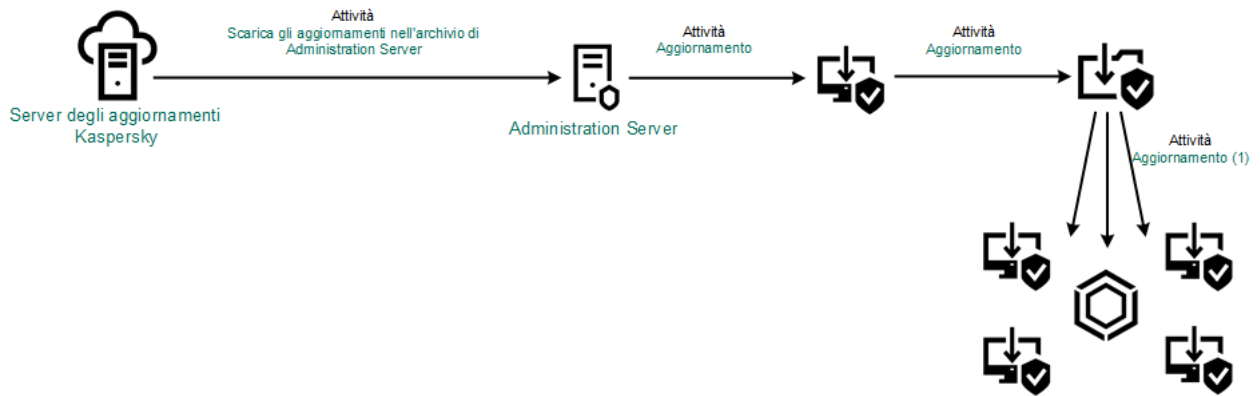 Attività
Scarica gli aggiornamenti nell'archivio di
Administration Server
Attività
Aggiornamento
Attività
Aggiornamento
Server degli aggiornamenti
Kaspersky
Administration Server
Attività
Aggiornamento (1)